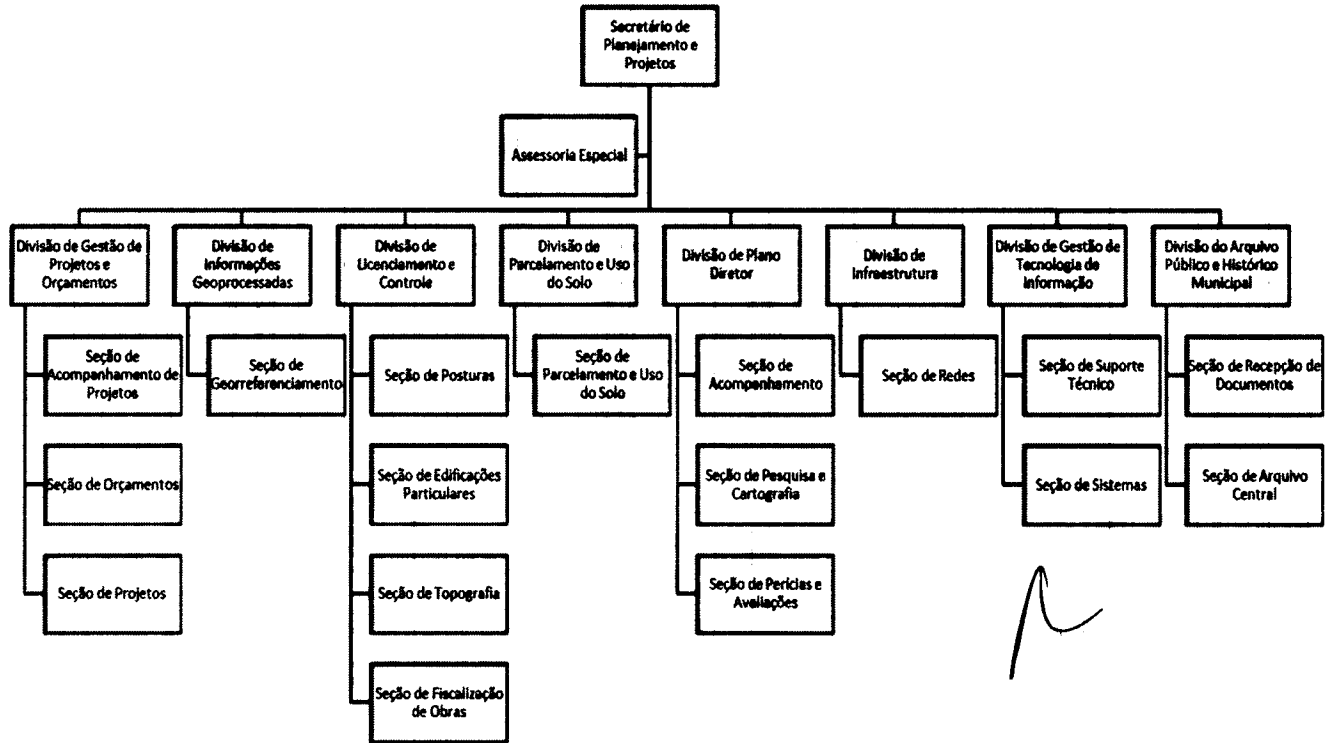 Secretário de
Planejamento e
Projetos
Assessoria Especial
Divisão de Gestão de
Projetos e
Orçamentos
Divisão de
Informações
Geoprocessadas
Divisão de
Licenciamento e
Controle
Divisão de
Parcelamento e Uso
do Solo
Divisão de Plano
Diretor
Divisão de
Infraestrutura
Divisão de Gestão de
Tecnologia de
Informação
Divisão do Arquivo
Público e Histórico
Municipal
Seção de
Acompanhamento de
Projetos
Seção de
Georreferenciamento
Seção de Posturas
Seção de
Parcelamento e Uso
do Solo
Seção de
Acompanhamento
Seção de Redes
Seção de Suporte
Técnico
Seção de Recepção de
Documentos
Seção de Orçamentos
Seção de Edificações
Particulares
Seção de Pesquisa e
Cartografia
Seção de Sistemas
Seção de Arquivo
Central
Seção de Projetos
Seção de Topografia
Seção de Perícias e
Avaliações
Seção de Fiscalização
de Obras